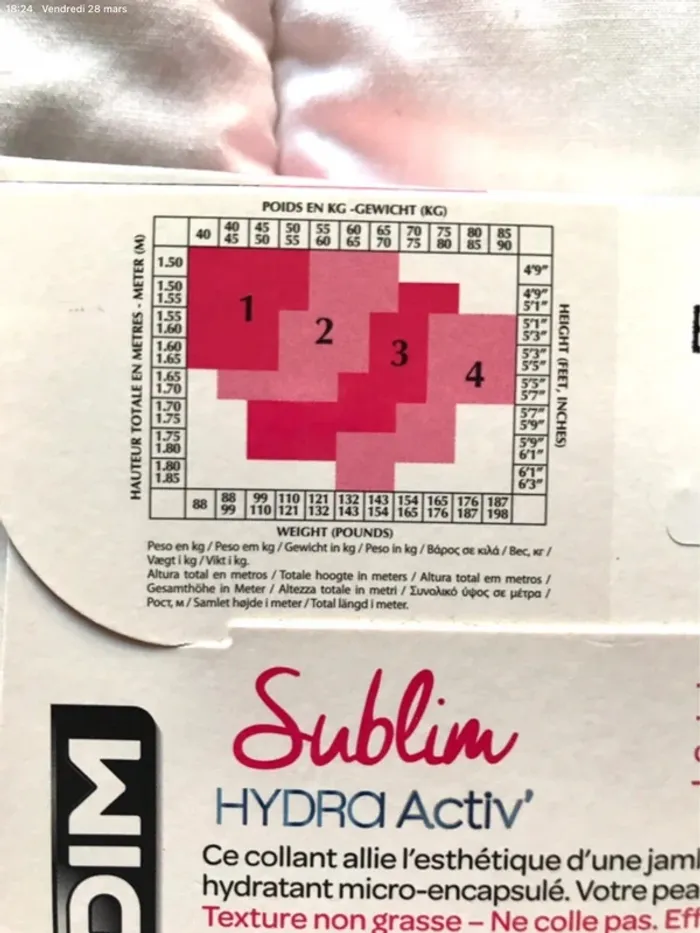 18:24 Vendredi 28 mars
POIDS EN KG -GEWICHT (KG)
40 40 45 50 55 60 65 70 75 80 85
45 50 55 60 65 70 75 80 85 90
HAUTEUR TOTALE EN METRES - METER (M)
1.50
1.50
1.55
1.55
1.60
1.60
1.65
1.65
1.70
1.70
1.75
1.75
1.80
1.80
1.85
1
2
3
4
4'9"
4'9"
5'1"
5'1"
5'3"
5'3"
5'5"
5'5"
5'7"
5'7"
5'9"
5'9"
6'1"
6'1"
6'3"
HEIGHT (FEET, INCHES)
88 88 99 110 121 132 143 154 165 176 187
99 110 121 132 143 154 165 176 187 198
WEIGHT (POUNDS)
Peso en kg / Peso em kg / Gewicht in kg / Peso in kg / Βάρος σε κιλά / Вес, кг /
Vægt i kg / Vikt i kg.
Altura total en metros / Totale hoogte in meters / Altura total em metros /
Gesamthöhe in Meter / Altezza totale in metri / Συνολικό ύψος σε μέτρα /
Рост, м / Samlet højde i meter / Total längd i meter.
Sublim
HYDRA Activ'
DIM
Ce collant allie l'esthétique d'une jaml
hydratant micro-encapsulé. Votre pea
Texture non grasse – Ne colle pas. Eff